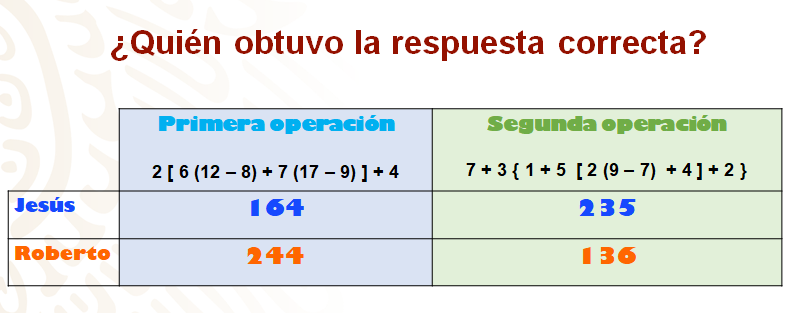 ¿Quién obtuvo la respuesta correcta?
Primera operación Segunda operación
2 [ 6 (12 – 8) + 7 (17 – 9) ] + 4 7 + 3 { 1 + 5 [ 2 (9 – 7) + 4 ] + 2 }
Jesús 164 235
Roberto 244 136